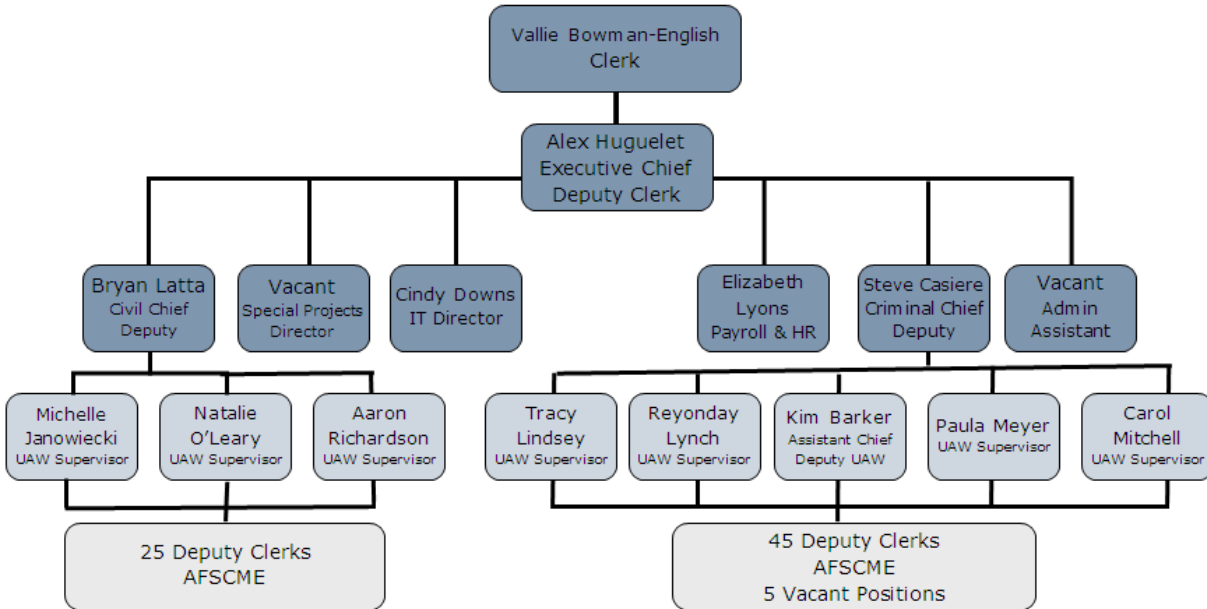 Vallie Bowman-English
Clerk
Alex Huguelet
Executive Chief
Deputy Clerk
Bryan Latta
Civil Chief
Deputy
Vacant
Special Projects
Director
Cindy Downs
IT Director
Elizabeth
Lyons
Payroll & HR
Steve Casiere
Criminal Chief
Deputy
Vacant
Admin
Assistant
Michelle
Janowiecki
UAW Supervisor
Natalie
O'Leary
UAW Supervisor
Aaron
Richardson
UAW Supervisor
Tracy
Lindsey
UAW Supervisor
Reyonday
Lynch
UAW Supervisor
Kim Barker
Assistant Chief
Deputy UAW
Paula Meyer
UAW Supervisor
Carol
Mitchell
UAW Supervisor
25 Deputy Clerks
AFSCME
45 Deputy Clerks
AFSCME
5 Vacant Positions